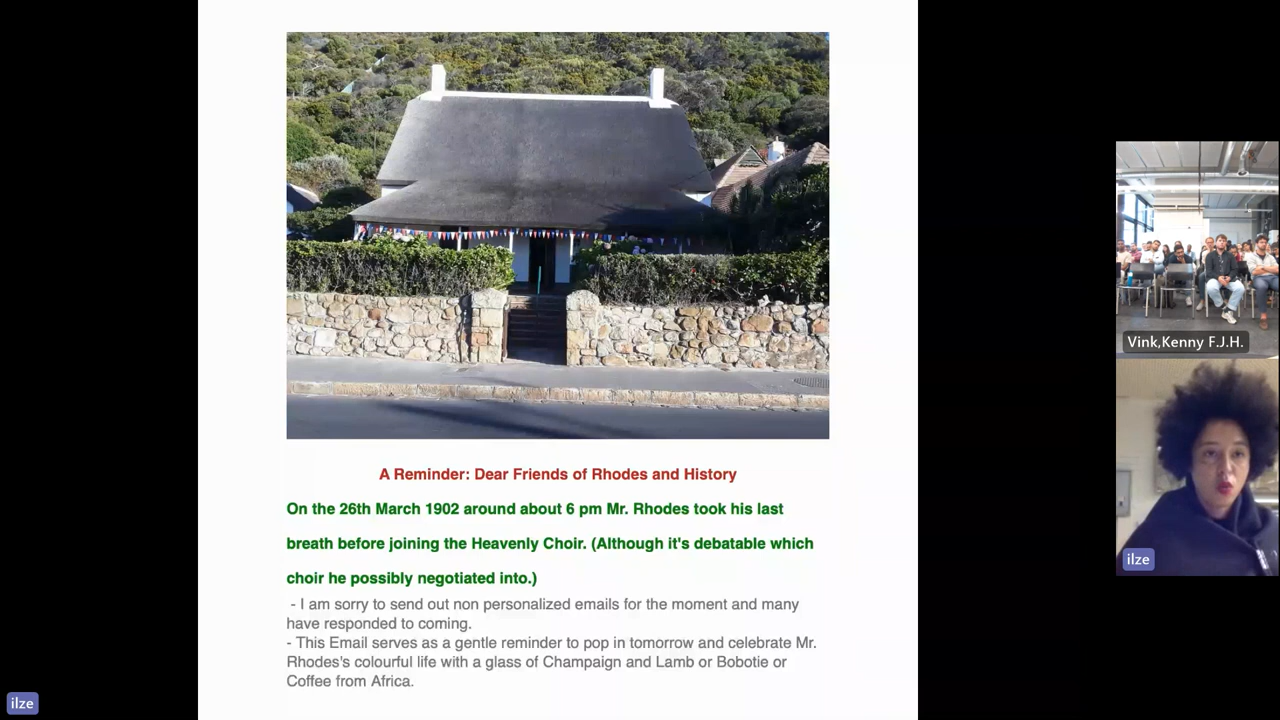 A Reminder: Dear Friends of Rhodes and History
On the 26th March 1902 around about 6 pm Mr. Rhodes took his last
breath before joining the Heavenly Choir. (Although it's debatable which
choir he possibly negotiated into.)
- I am sorry to send out non personalized emails for the moment and many
have responded to coming.
- This Email serves as a gentle reminder to pop in tomorrow and celebrate Mr.
Rhodes's colourful life with a glass of Champaign and Lamb or Bobotie or
Coffee from Africa.
Vink,Kenny F.J.H.
ilze
ilze